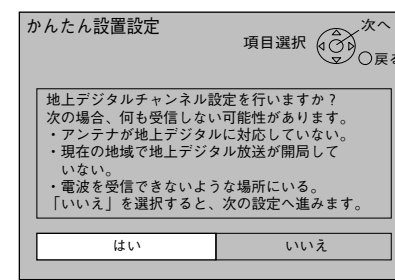 かんたん設置設定
項目選択
次へ
○戻
地上デジタルチャンネル設定を行いますか？
次の場合、何も受信しない可能性があります。
・アンテナが地上デジタルに対応していない。
・現在の地域で地上デジタル放送が開局して
いない。
・電波を受信できないような場所にいる。
「いいえ」を選択すると、次の設定へ進みます。
はい
いいえ